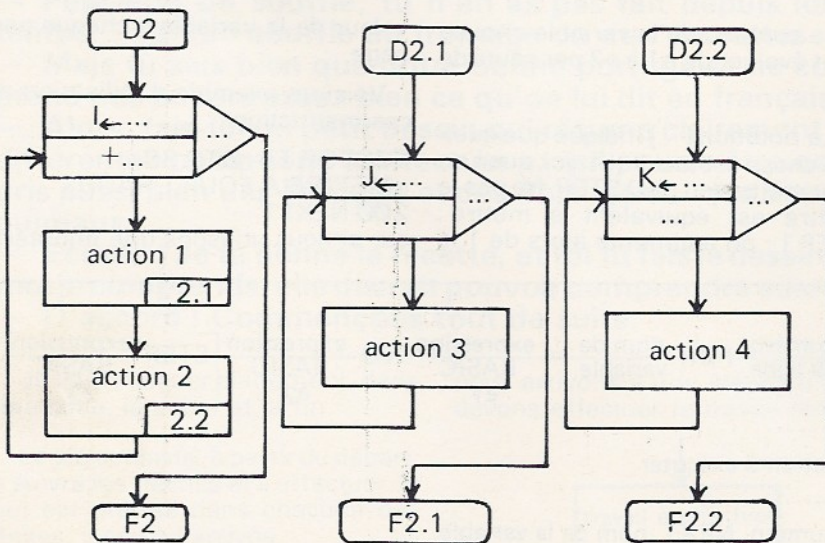 D2
I←...
+
action 1
2.1
action 2
2.2
F2
D2.1
J←...
...
action 3
F2.1
D2.2
K←...
...
...
action 4
F2.2